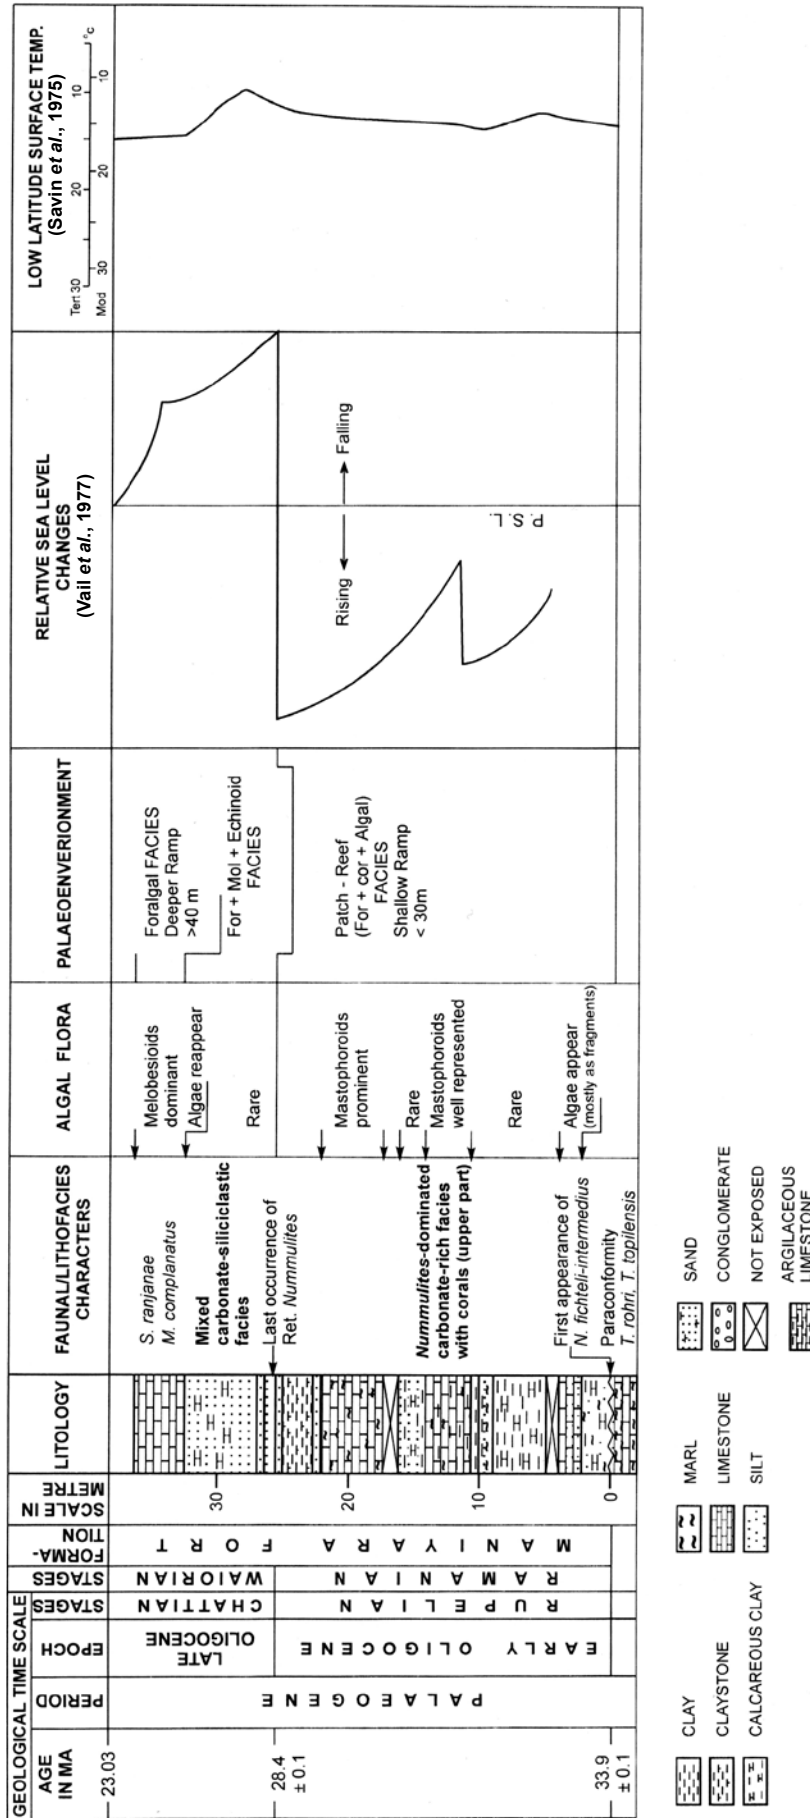 GEOLOGICAL TIME SCALE
AGE
IN MA
PERIOD
EPOCH
STAGES
STAGES
FORMA-
TION
SCALE IN
METRE
LITOLOGY
FAUNAL/LITHOFACIES
CHARACTERS
ALGAL FLORA
PALAEOENVERIONMENT
RELATIVE SEA LEVEL
CHANGES
(Vail et al., 1977)
LOW LATITUDE SURFACE TEMP.
(Savin et al., 1975)
Tert 30 20 10 °c
Mod 30 20 10
23.03
28.4
± 0.1
33.9
± 0.1
PALAEOGENE
LATE
OLIGOCENE
EARLY OLIGOCENE
CHATTIAN
RUPELIAN
WAIORIAN
RAMANIAN
MANIYARA FORT
30
20
10
0
S. ranjanae
M. complanatus
Mixed
carbonate-siliciclastic
facies
Last occurrence of
Ret. Nummulites
Nummulites-dominated
carbonate-rich facies
with corals (upper part)
First appearance of
N. fichteli-intermedius
Paraconformity
T. rohri, T. topilensis
Melobesioids
dominant
Algae reappear
Rare
Mastophoroids
prominent
Rare
Mastophoroids
well represented
Rare
Algae appear
(mostly as fragments)
Foralgal FACIES
Deeper Ramp
>40 m
For + Mol + Echinoid
FACIES
Patch - Reef
(For + cor + Algal)
FACIES
Shallow Ramp
< 30m
Rising
Falling
P.S.L.
CLAY
CLAYSTONE
CALCAREOUS CLAY
MARL
LIMESTONE
SILT
SAND
CONGLOMERATE
NOT EXPOSED
ARGILACEOUS
LIMESTONE